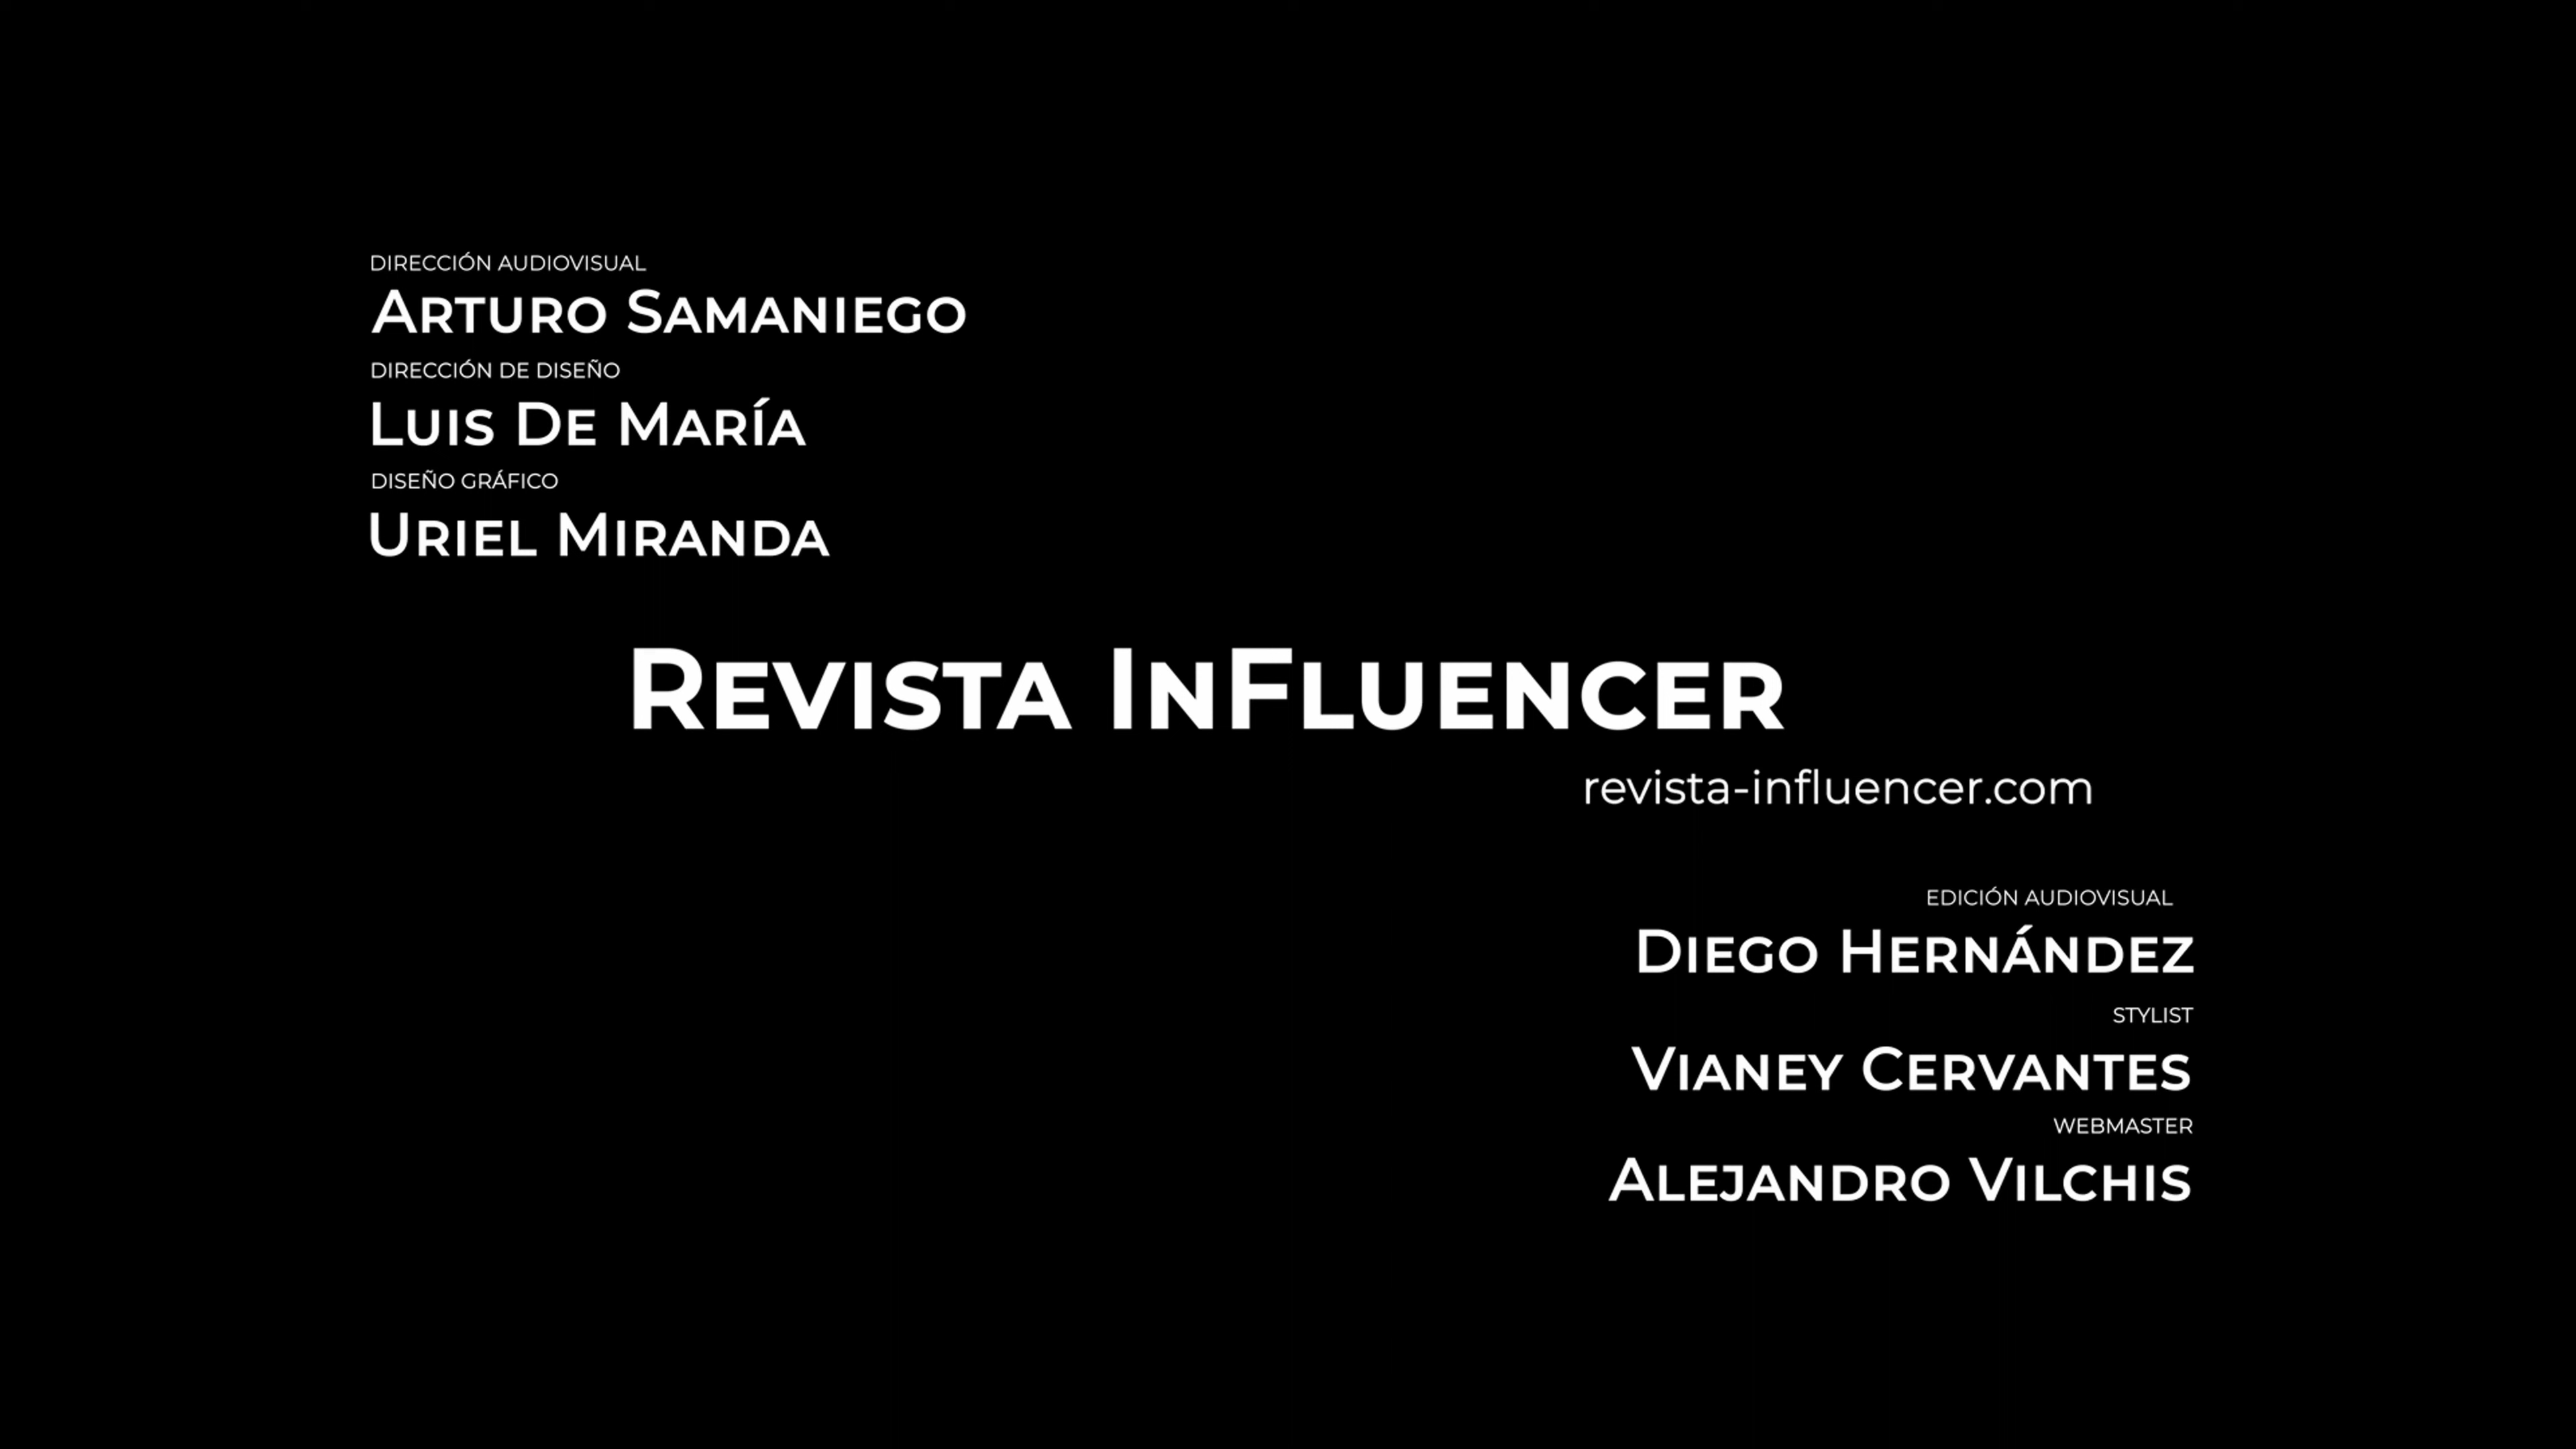 DIRECCIÓN AUDIOVISUAL
ARTURO SAMANIEGO
DIRECCIÓN DE DISEÑO
LUIS DE MARÍA
DISEÑO GRÁFICO
URIEL MIRANDA
REVISTA INFLUENCER
revista-influencer.com
EDICIÓN AUDIOVISUAL
DIEGO HERNÁNDEZ
STYLIST
VIANEY CERVANTES
WEBMASTER
ALEJANDRO VILCHIS